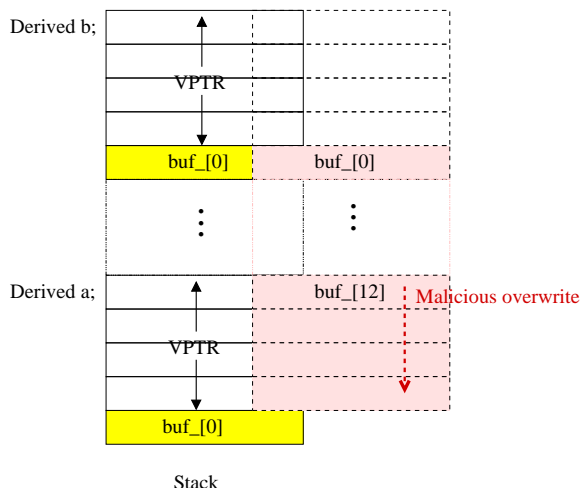 Derived b;
VPTR
buf_[0] buf_[0]
Derived a;
buf_[12]
Malicious overwrite
VPTR
buf_[0]
Stack